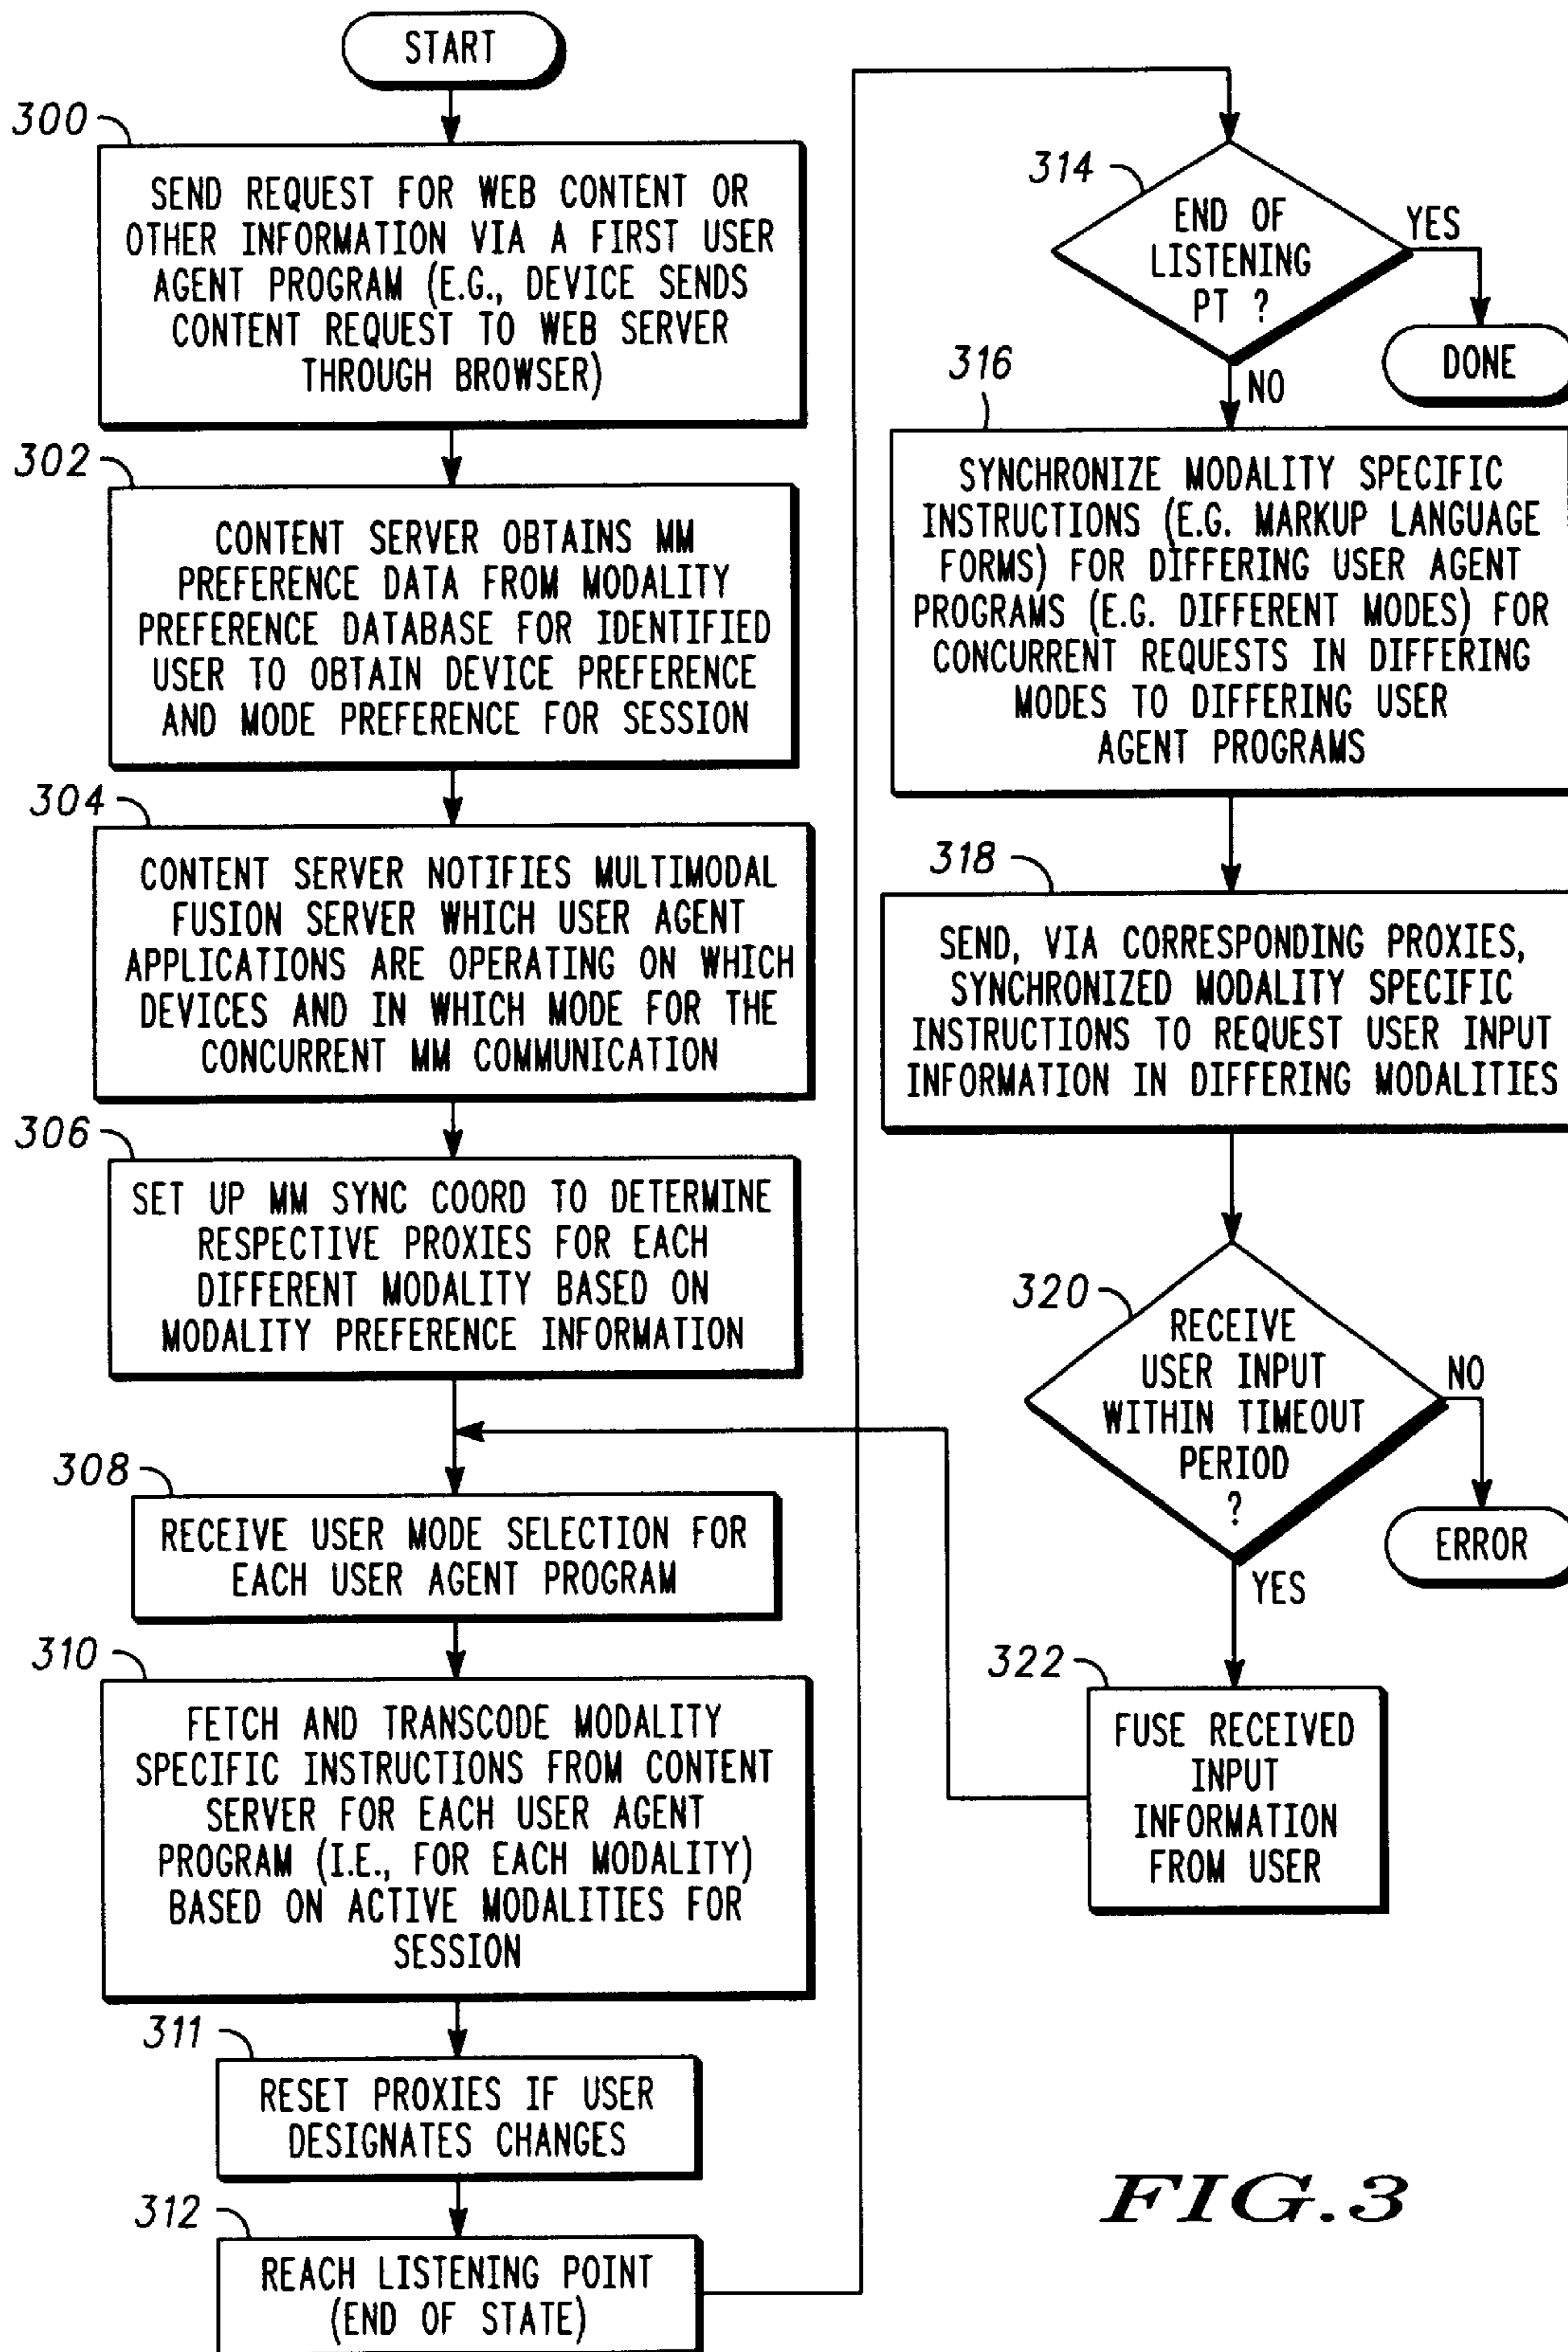 START
300
SEND REQUEST FOR WEB CONTENT OR
OTHER INFORMATION VIA A FIRST USER
AGENT PROGRAM (E.G., DEVICE SENDS
CONTENT REQUEST TO WEB SERVER
THROUGH BROWSER)
302
CONTENT SERVER OBTAINS MM
PREFERENCE DATA FROM MODALITY
PREFERENCE DATABASE FOR IDENTIFIED
USER TO OBTAIN DEVICE PREFERENCE
AND MODE PREFERENCE FOR SESSION
304
CONTENT SERVER NOTIFIES MULTIMODAL
FUSION SERVER WHICH USER AGENT
APPLICATIONS ARE OPERATING ON WHICH
DEVICES AND IN WHICH MODE FOR THE
CONCURRENT MM COMMUNICATION
306
SET UP MM SYNC COORD TO DETERMINE
RESPECTIVE PROXIES FOR EACH
DIFFERENT MODALITY BASED ON
MODALITY PREFERENCE INFORMATION
308
RECEIVE USER MODE SELECTION FOR
EACH USER AGENT PROGRAM
310
FETCH AND TRANSCODE MODALITY
SPECIFIC INSTRUCTIONS FROM CONTENT
SERVER FOR EACH USER AGENT
PROGRAM (I.E., FOR EACH MODALITY)
BASED ON ACTIVE MODALITIES FOR
SESSION
311
RESET PROXIES IF USER
DESIGNATES CHANGES
312
REACH LISTENING POINT
(END OF STATE)
314
END OF
LISTENING
PT ?
YES
DONE
NO
316
SYNCHRONIZE MODALITY SPECIFIC
INSTRUCTIONS (E.G. MARKUP LANGUAGE
FORMS) FOR DIFFERING USER AGENT
PROGRAMS (E.G. DIFFERENT MODES) FOR
CONCURRENT REQUESTS IN DIFFERING
MODES TO DIFFERING USER
AGENT PROGRAMS
318
SEND, VIA CORRESPONDING PROXIES,
SYNCHRONIZED MODALITY SPECIFIC
INSTRUCTIONS TO REQUEST USER INPUT
INFORMATION IN DIFFERING MODALITIES
320
RECEIVE
USER INPUT
WITHIN TIMEOUT
PERIOD
?
NO
ERROR
YES
322
FUSE RECEIVED
INPUT
INFORMATION
FROM USER
FIG.3